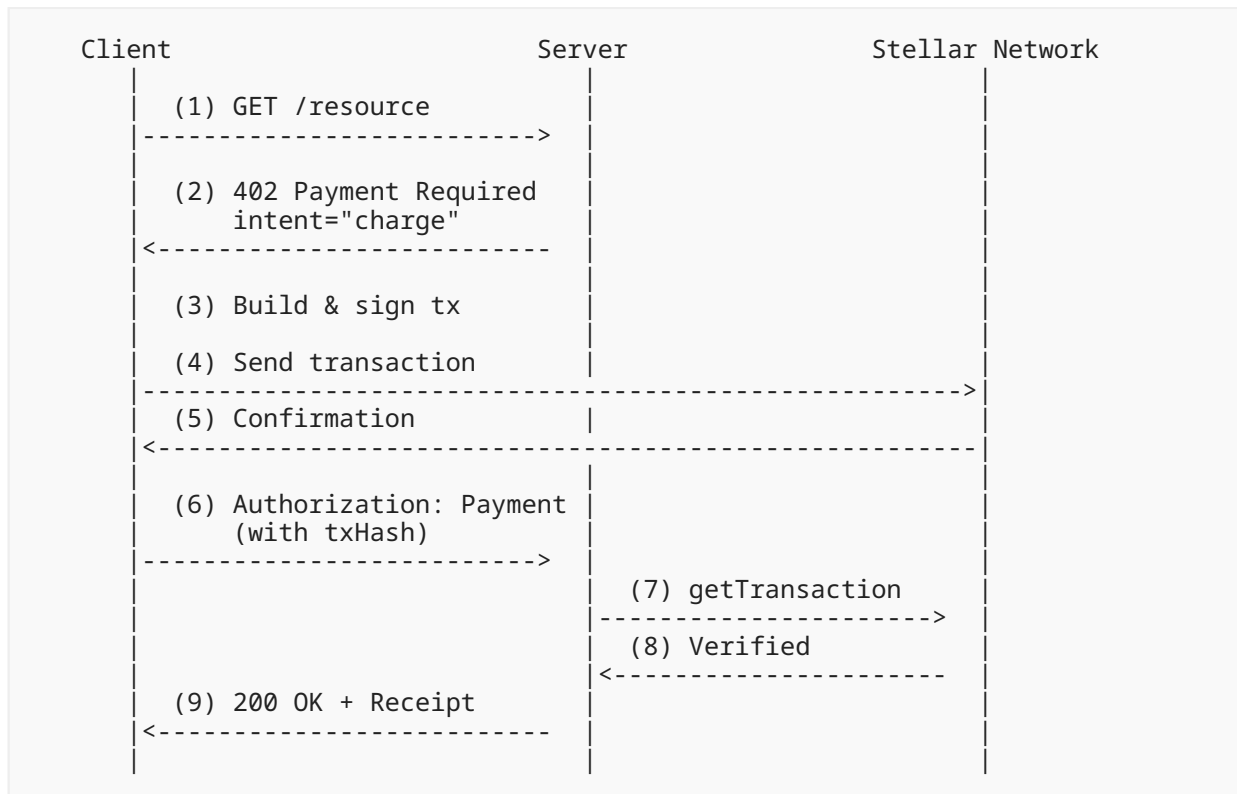 Client Server Stellar Network
(1) GET /resource
(2) 402 Payment Required
intent="charge"
(3) Build & sign tx
(4) Send transaction
(5) Confirmation
(6) Authorization: Payment
(with txHash)
(7) getTransaction
(8) Verified
(9) 200 OK + Receipt